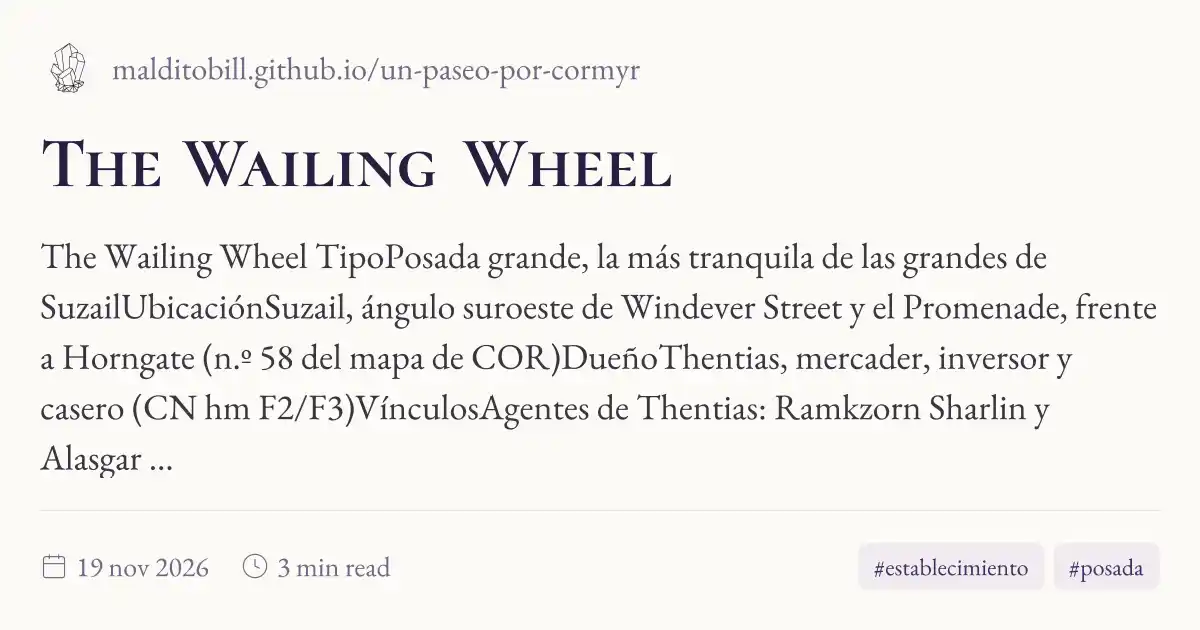 malditobill.github.io/un-paseo-por-cormyr
The Wailing Wheel
The Wailing Wheel TipoPosada grande, la más tranquila de las grandes de
SuzailUbicaciónSuzail, ángulo suroeste de Windever Street y el Promenade, frente
a Horngate (n.º 58 del mapa de COR)DueñoThentias, mercader, inversor y
casero (CN hm F2/F3)VínculosAgentes de Thentias: Ramkzorn Sharlin y
Alasgar ...
19 nov 2026
3 min read
#establecimiento
#posada